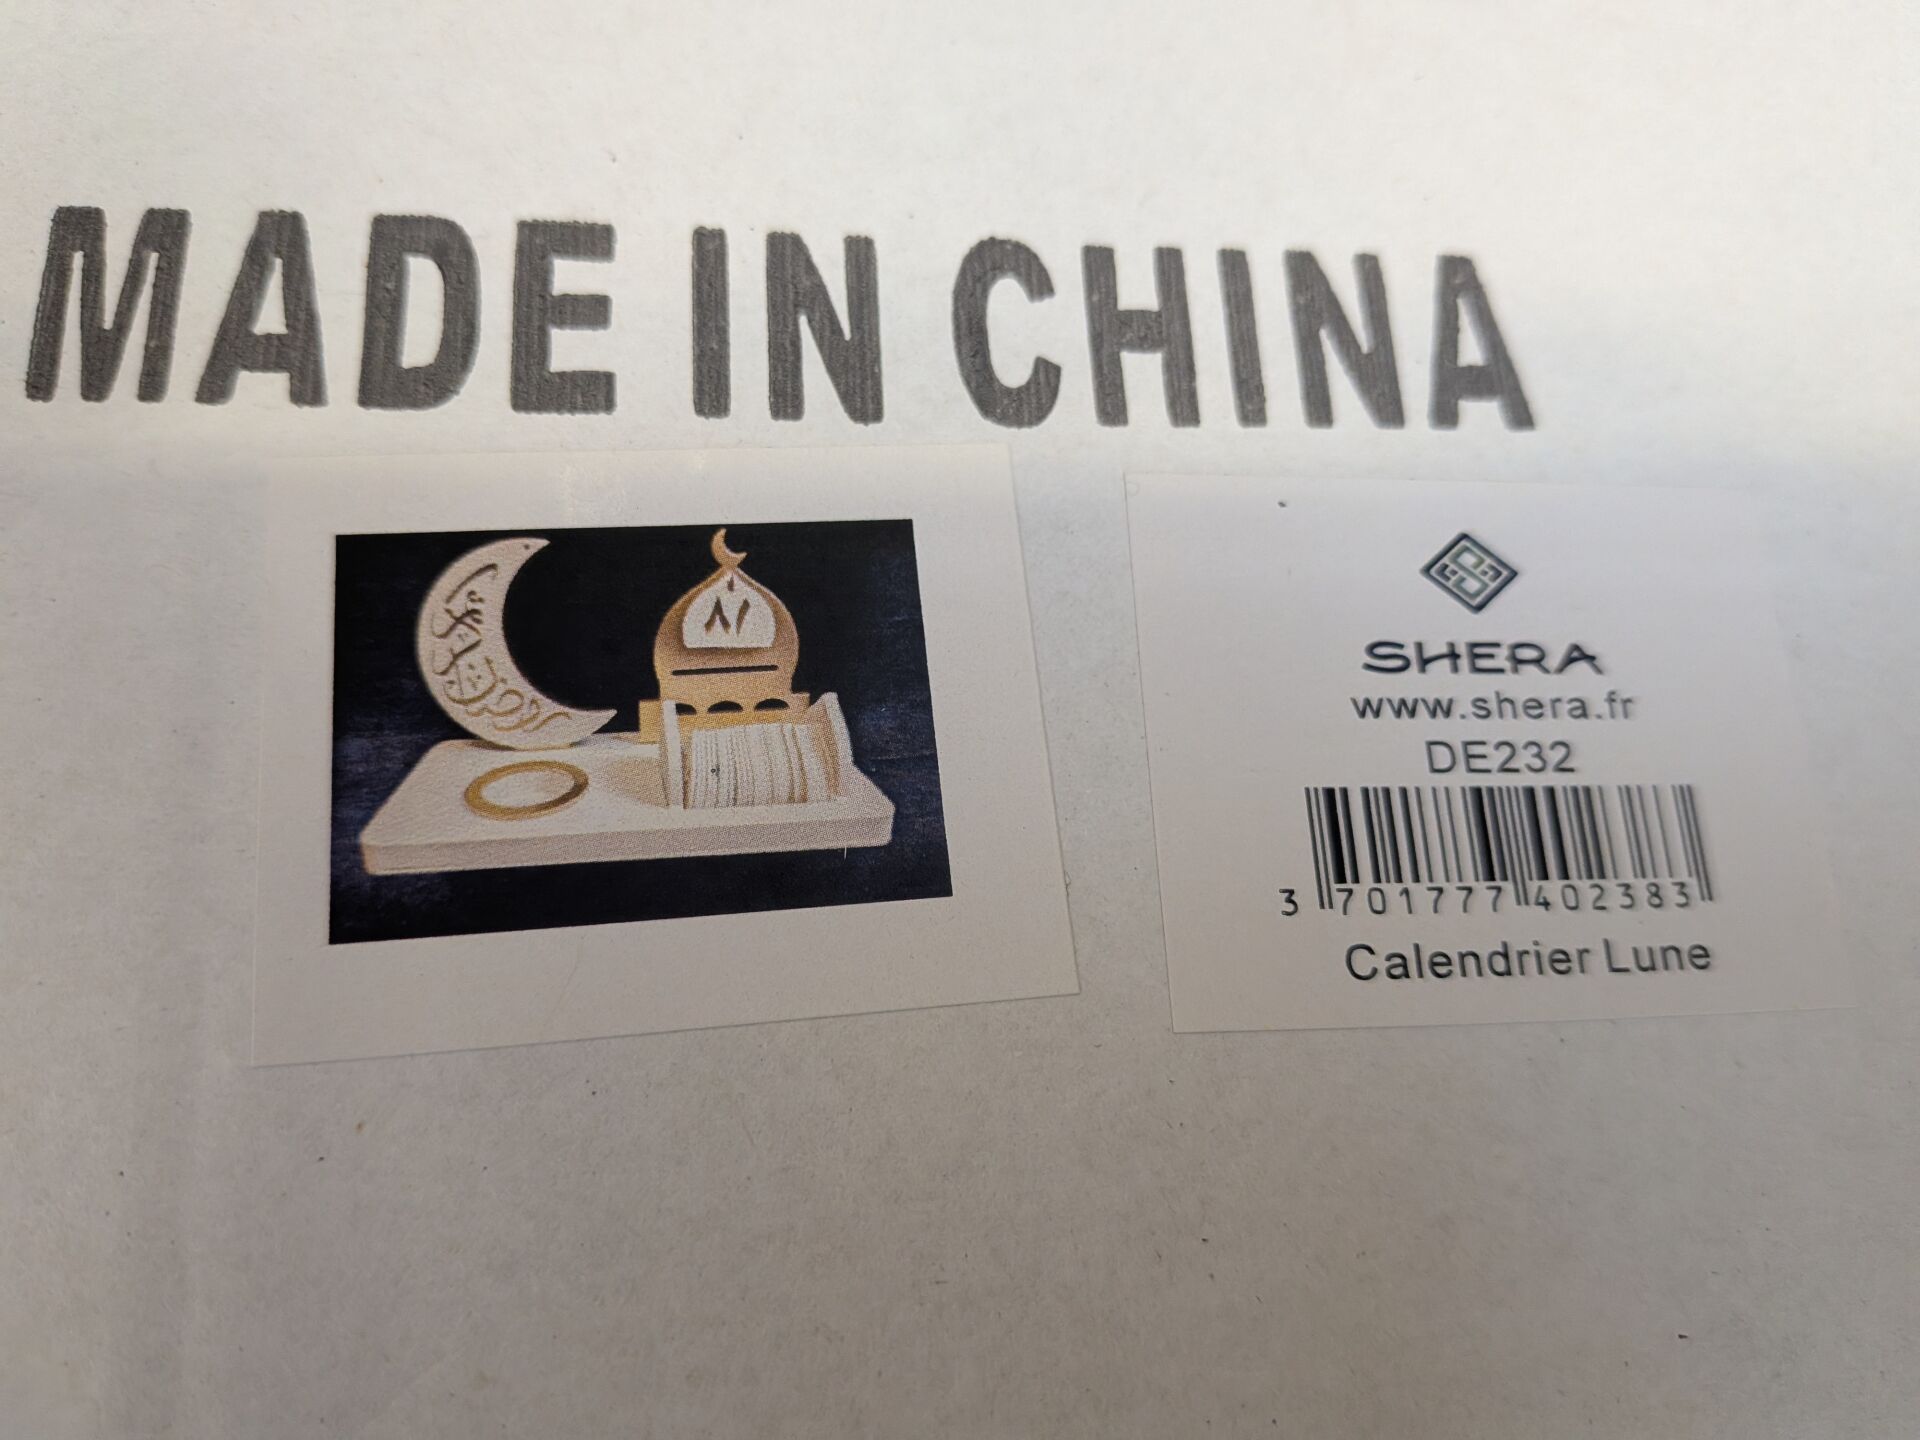 MADE IN CHINA
SHERA
www.shera.fr
DE232
3 701777 402383
Calendrier Lune